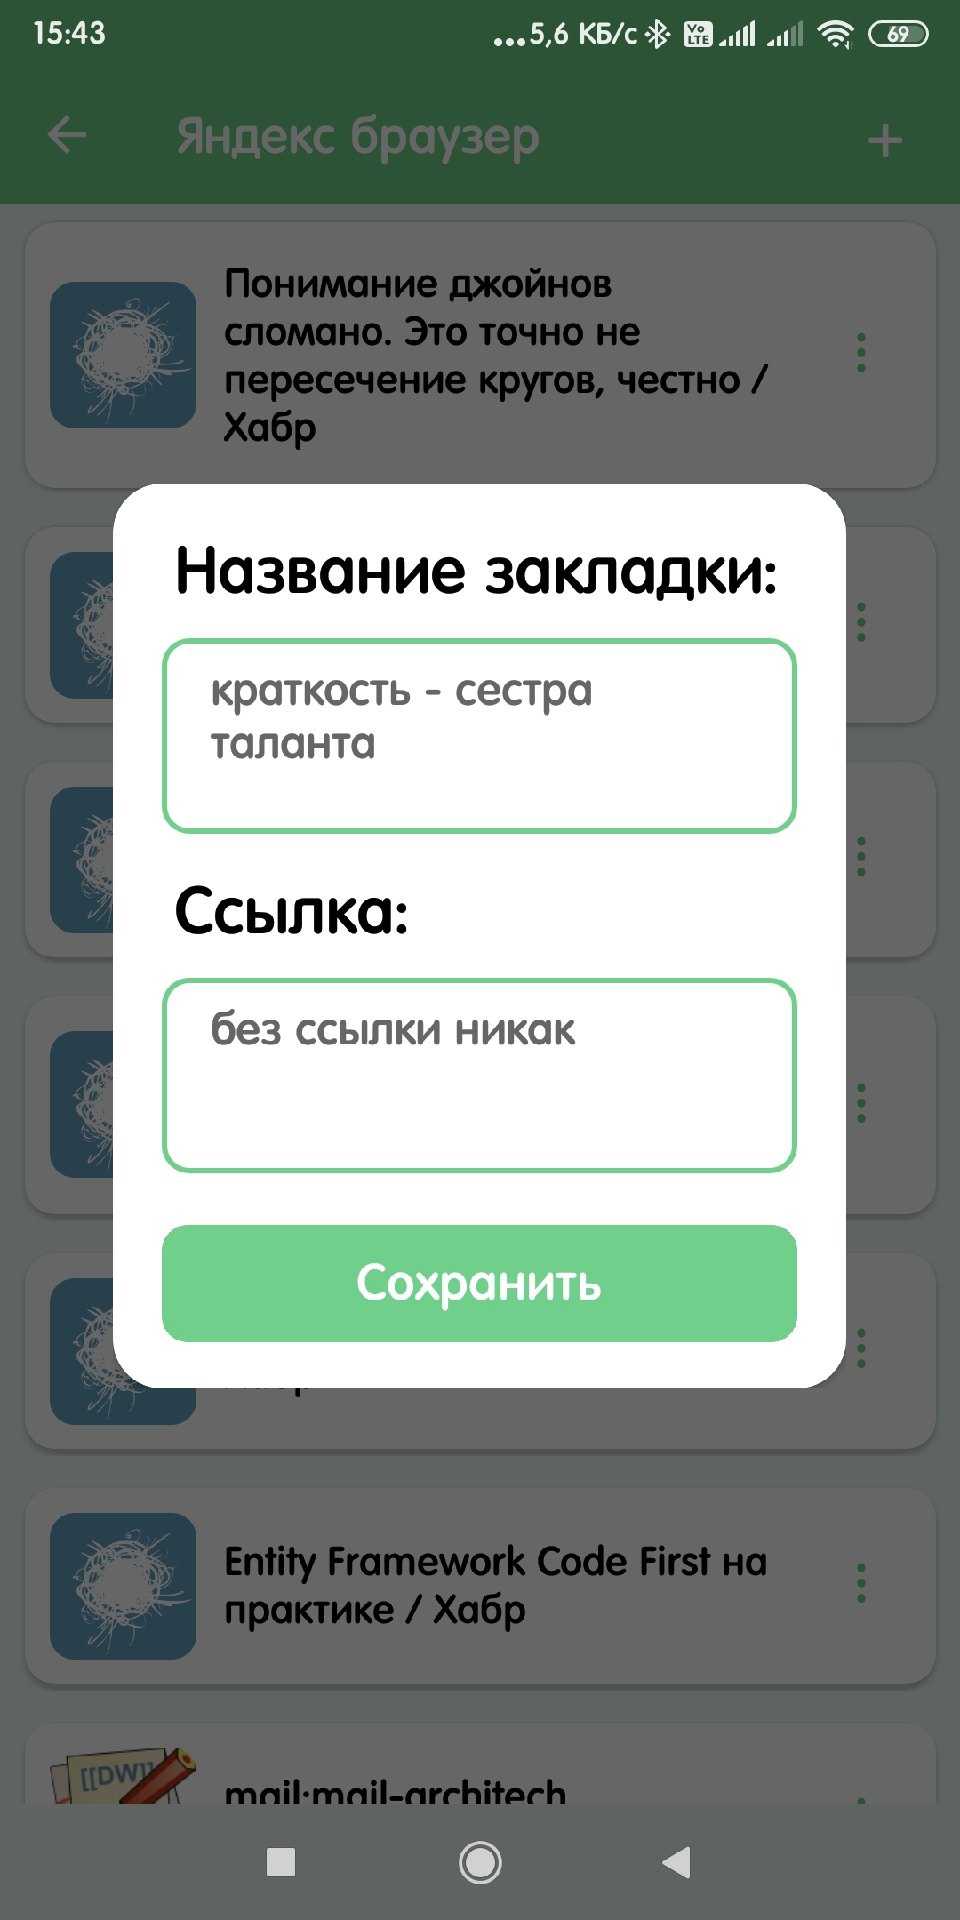 15:43
...5,6 КБ/с
Vo
LTE
69
Яндекс браузер
+
Понимание джойнов
сломано. Это точно не
пересечение кругов, честно /
Хабр
Название закладки:
краткость - сестра
таланта
Ссылка:
без ссылки никак
Сохранить
Entity Framework Code First на
практике / Хабр
[[DW]]
mail:mail-architech